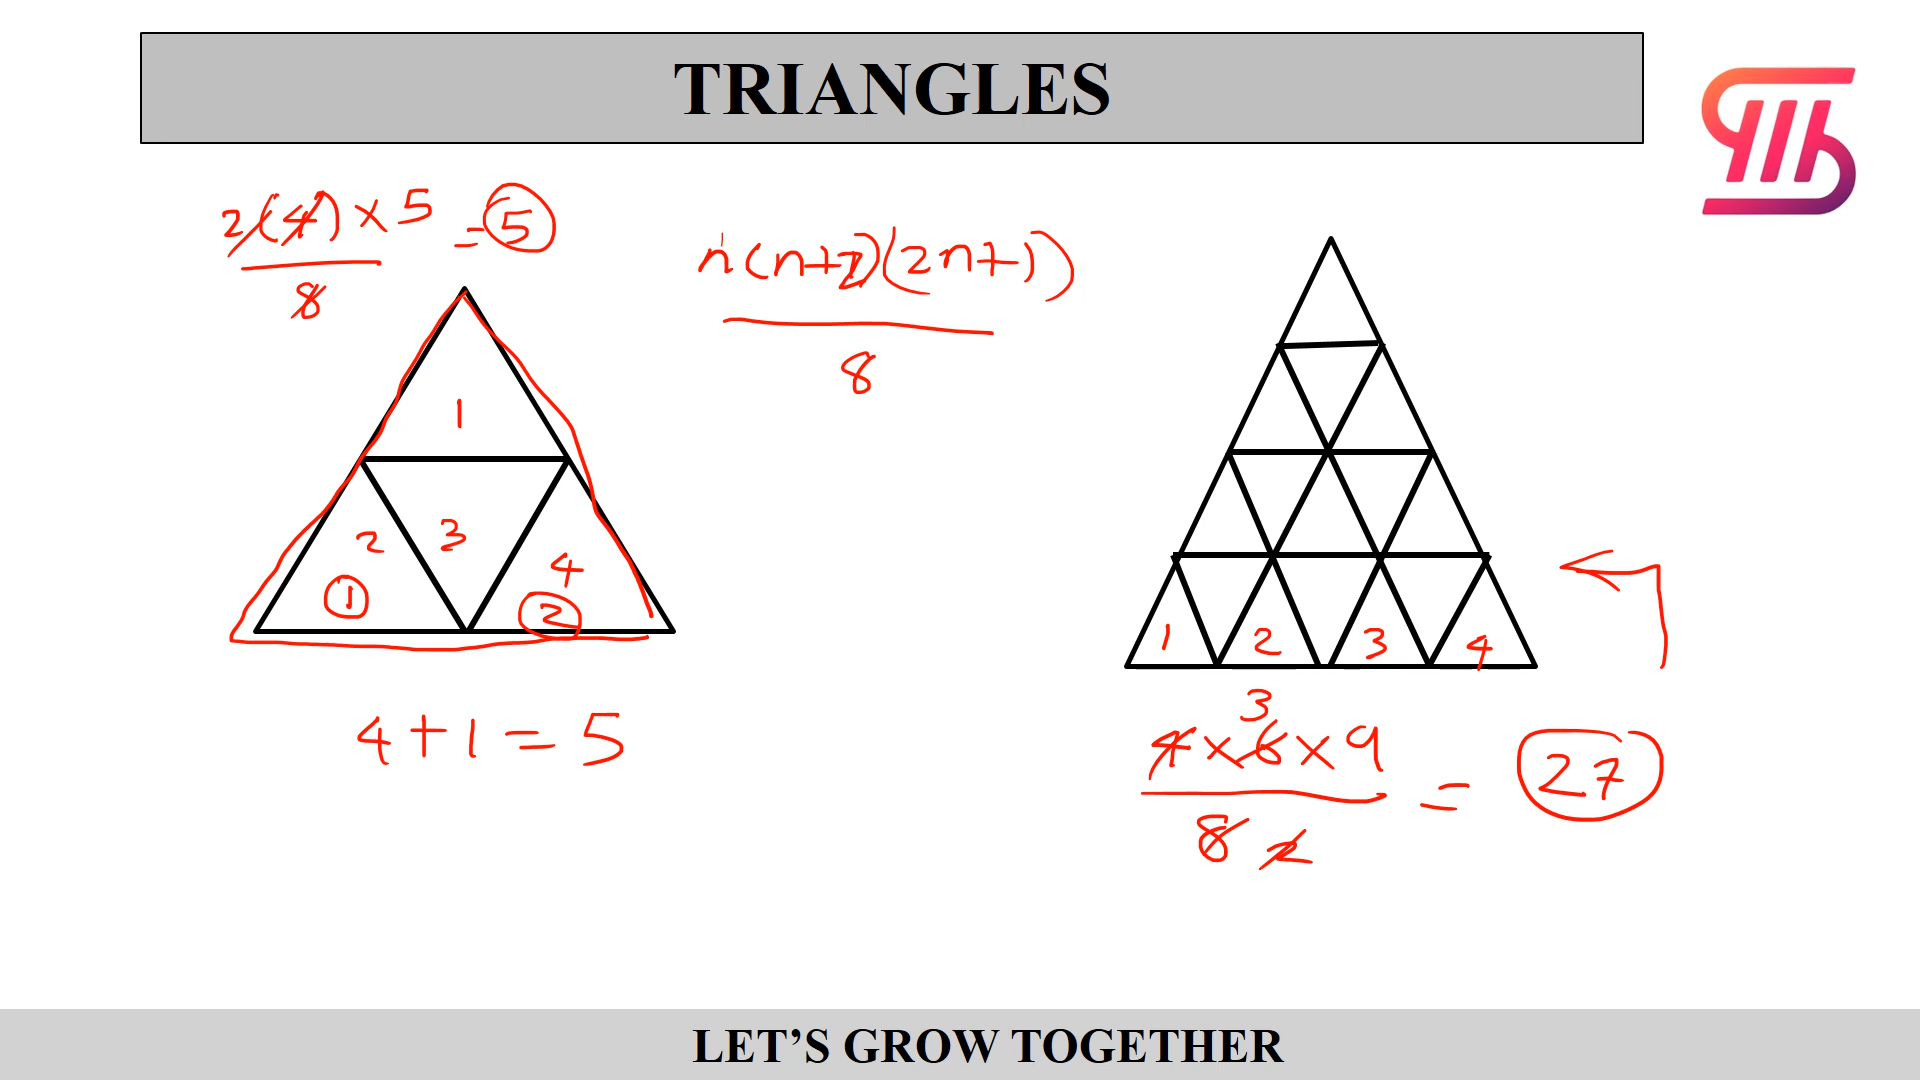 TRIANGLES
2(4) × 5 = 5
8
n(n+2)(2n+1)
8
1
2 3 4
1 2
4 + 1 = 5
1 2 3 4
3
4 × 6 × 9 = 27
8 2
LET’S GROW TOGETHER